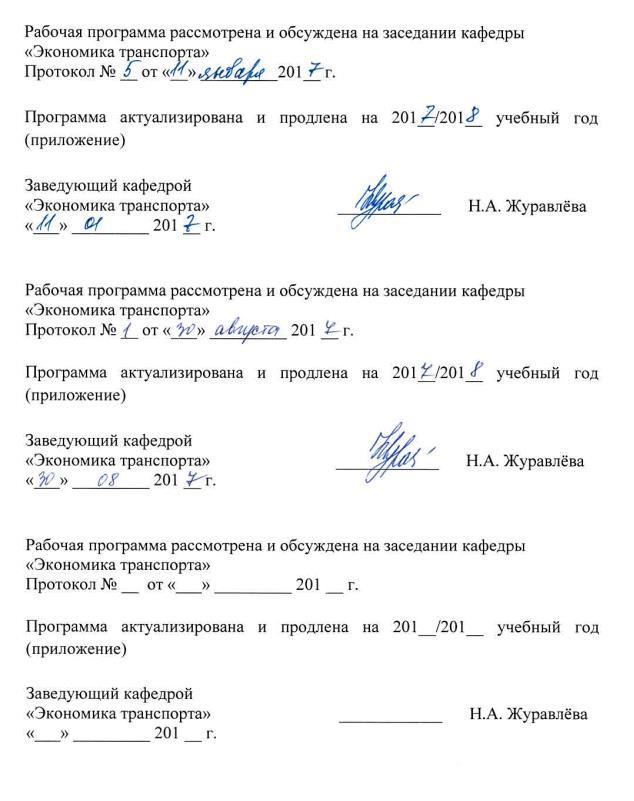 Рабочая программа рассмотрена и обсуждена на заседании кафедры
«Экономика транспорта»
Протокол № 5 от «11» января 2017 г.
Программа актуализирована и продлена на 2017/2018 учебный год
(приложение)
Заведующий кафедрой
«Экономика транспорта» ____________ Н.А. Журавлёва
«11» 01 2017 г.
Рабочая программа рассмотрена и обсуждена на заседании кафедры
«Экономика транспорта»
Протокол № 1 от «30» августа 2017 г.
Программа актуализирована и продлена на 2017/2018 учебный год
(приложение)
Заведующий кафедрой
«Экономика транспорта» ____________ Н.А. Журавлёва
«30» 08 2017 г.
Рабочая программа рассмотрена и обсуждена на заседании кафедры
«Экономика транспорта»
Протокол № __ от «___» _________ 201 __ г.
Программа актуализирована и продлена на 201__/201__ учебный год
(приложение)
Заведующий кафедрой
«Экономика транспорта» ____________ Н.А. Журавлёва
«___» _________ 201 __ г.